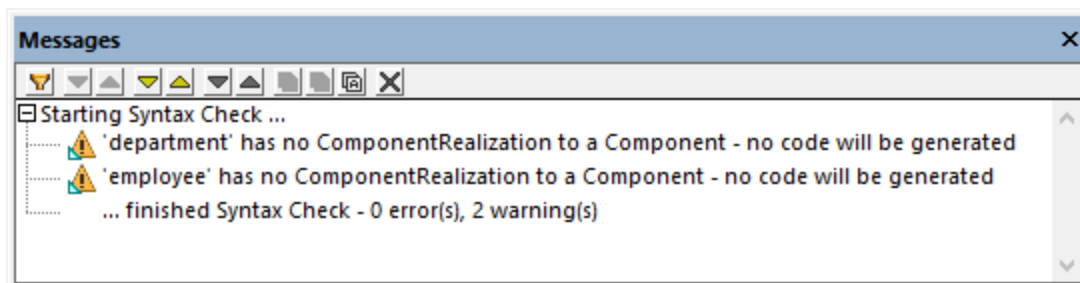 Messages
Starting Syntax Check ...
'department' has no ComponentRealization to a Component - no code will be generated
'employee' has no ComponentRealization to a Component - no code will be generated
... finished Syntax Check - 0 error(s), 2 warning(s)